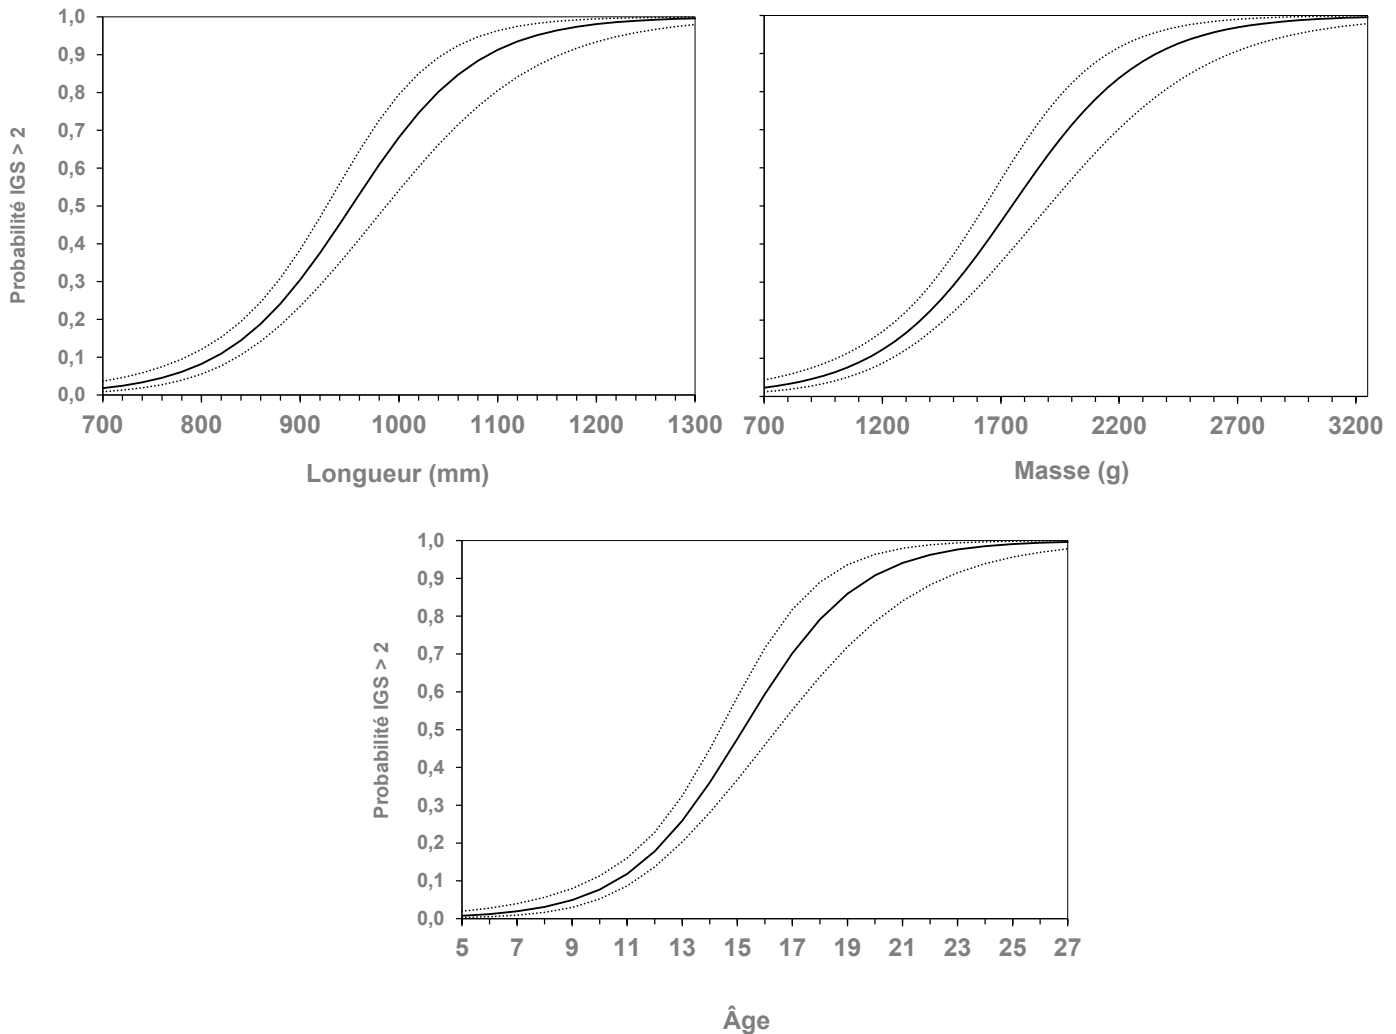 Probabilité IGS > 2
1,0
0,9
0,8
0,7
0,6
0,5
0,4
0,3
0,2
0,1
0,0
700 800 900 1000 1100 1200 1300
Longueur (mm)
700 1200 1700 2200 2700 3200
Masse (g)
Probabilité IGS > 2
1,0
0,9
0,8
0,7
0,6
0,5
0,4
0,3
0,2
0,1
0,0
5 7 9 11 13 15 17 19 21 23 25 27
Âge